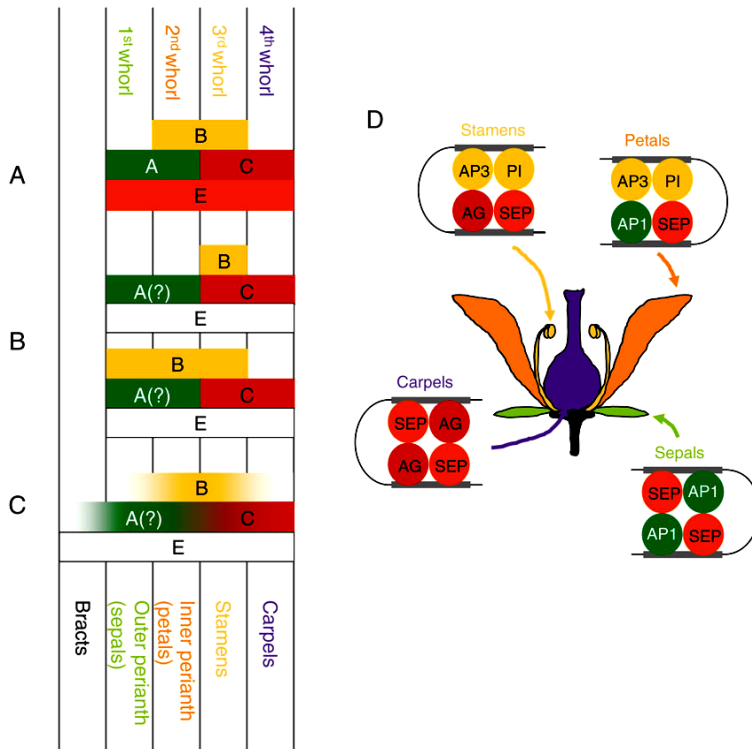 1st whorl
2nd whorl
3rd whorl
4th whorl
A
B
A
C
E
B
B
A(?)
C
E
B
A(?)
C
E
C
B
A(?)
C
E
Bracts
Outer perianth
(sepals)
Inner perianth
(petals)
Stamens
Carpels
D
Stamens
AP3 PI
AG SEP
Petals
AP3 PI
AP1 SEP
Carpels
SEP AG
AG SEP
Sepals
SEP AP1
AP1 SEP